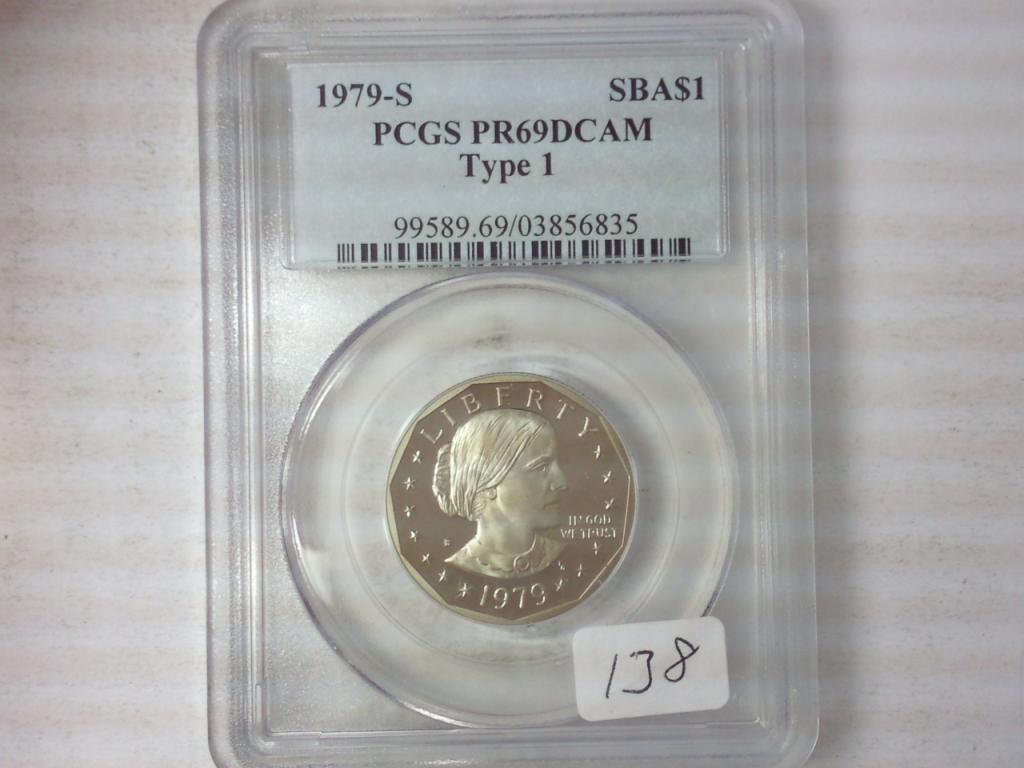 1979-S SBA$1
PCGS PR69DCAM
Type 1
99589.69/03856835
LIBERTY
IN GOD
WE TRUST
S
1979
138